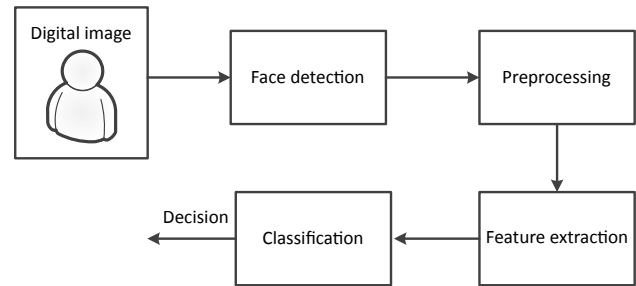 Digital image
Face detection
Preprocessing
Feature extraction
Classification
Decision